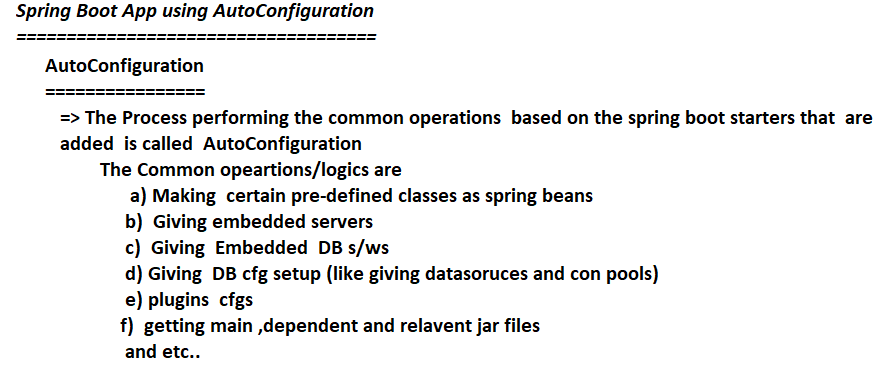 Spring Boot App using AutoConfiguration
====================================
AutoConfiguration
================
=> The Process performing the common operations based on the spring boot starters that are
added is called AutoConfiguration
The Common opeartions/logics are
a) Making certain pre-defined classes as spring beans
b) Giving embedded servers
c) Giving Embedded DB s/ws
d) Giving DB cfg setup (like giving datasoruces and con pools)
e) plugins cfgs
f) getting main ,dependent and relavent jar files
and etc..